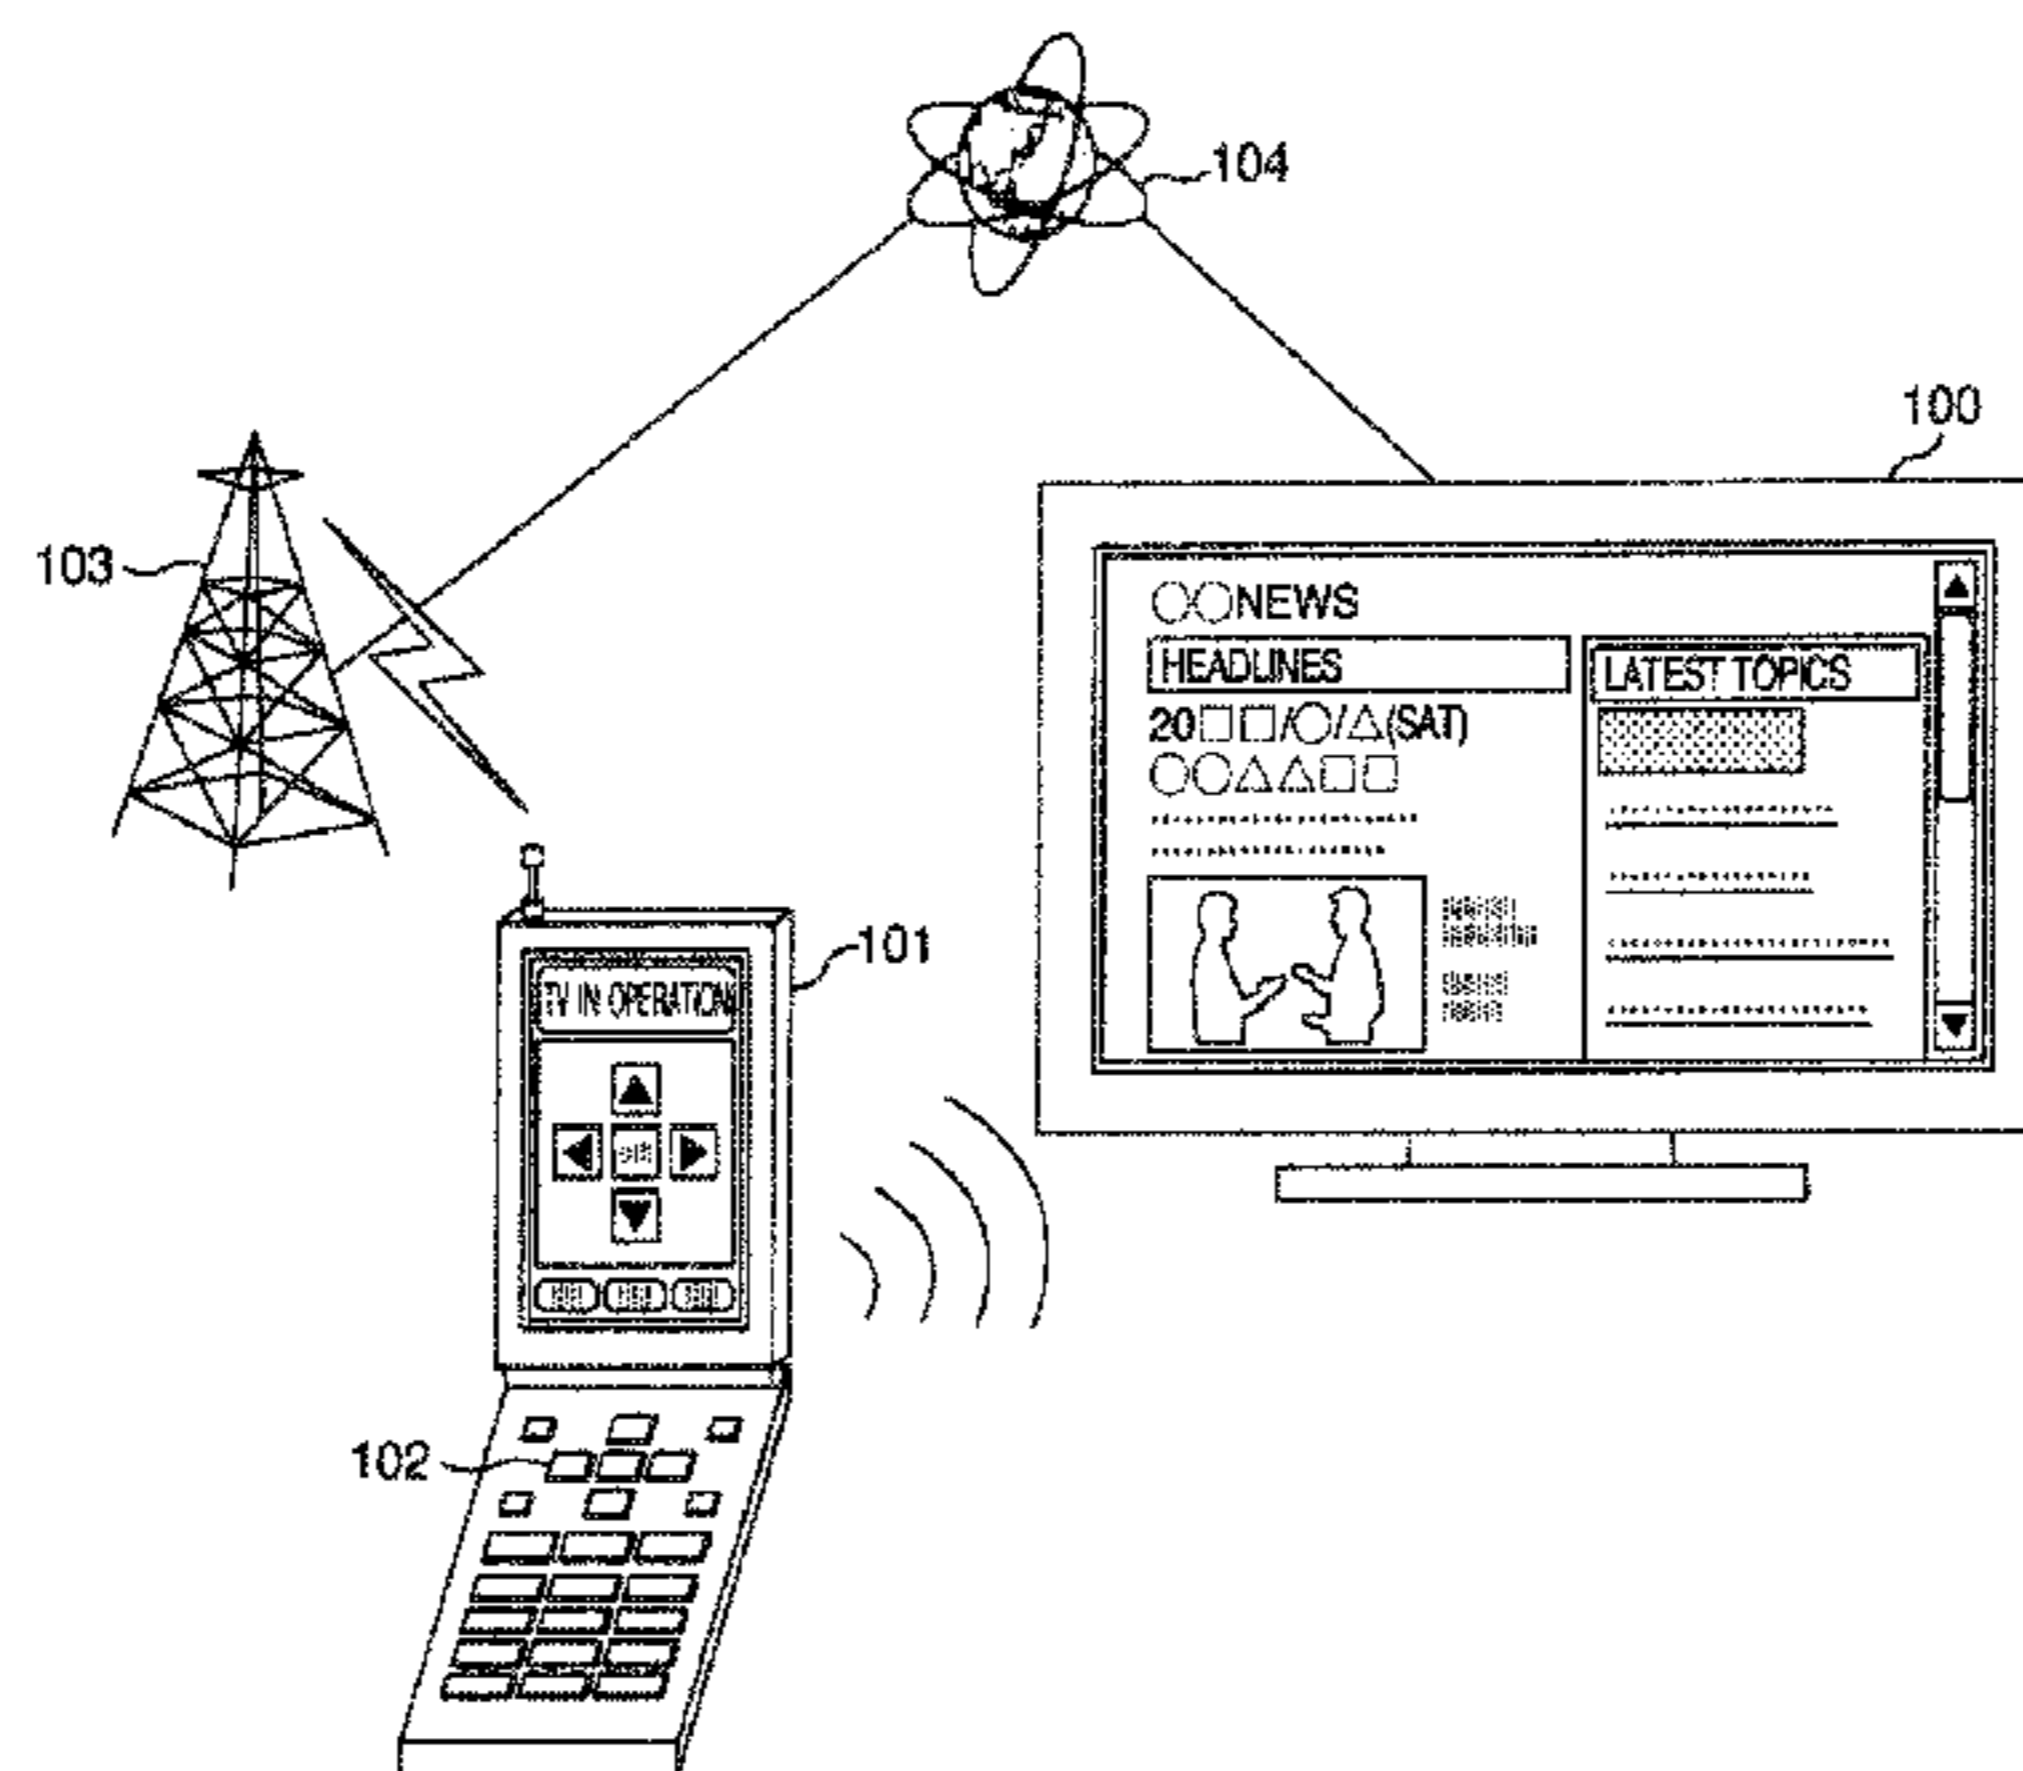 104
100
103
○○NEWS
HEADLINES
LATEST TOPICS
20□□/○/△(SAT)
○○△△□□
101
TV IN OPERATION
102